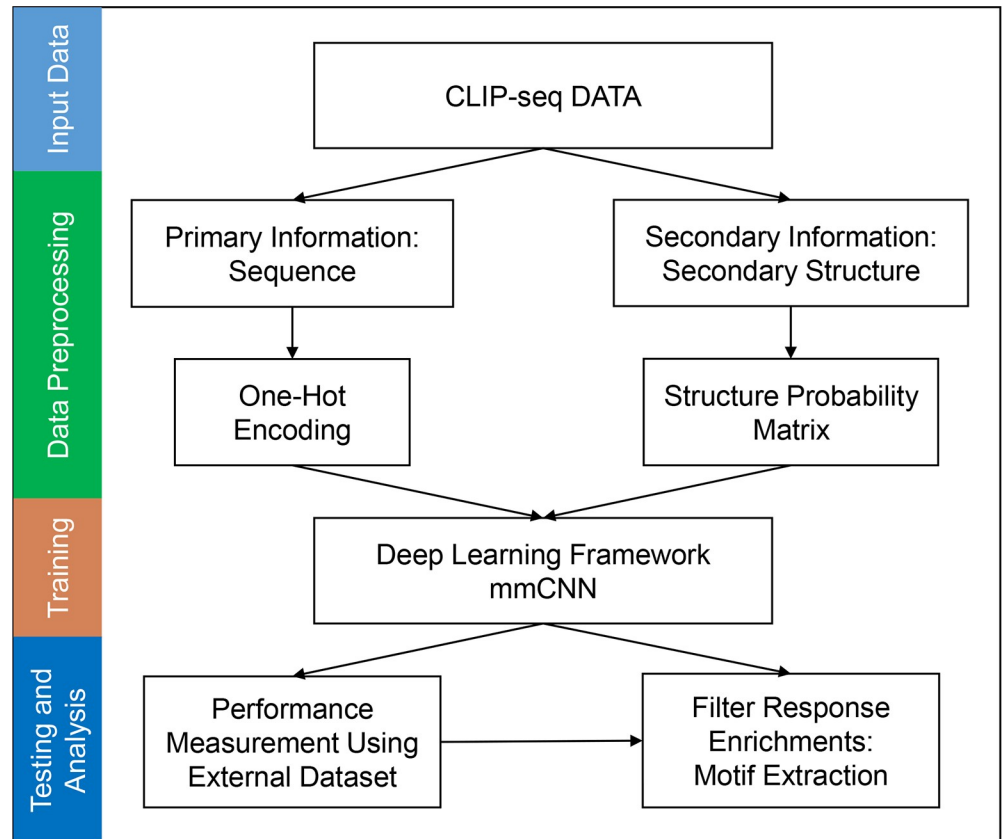 Input Data
CLIP-seq DATA
Data Preprocessing
Primary Information:
Sequence
Secondary Information:
Secondary Structure
One-Hot
Encoding
Structure Probability
Matrix
Training
Deep Learning Framework
mmCNN
Testing and
Analysis
Performance
Measurement Using
External Dataset
Filter Response
Enrichments:
Motif Extraction